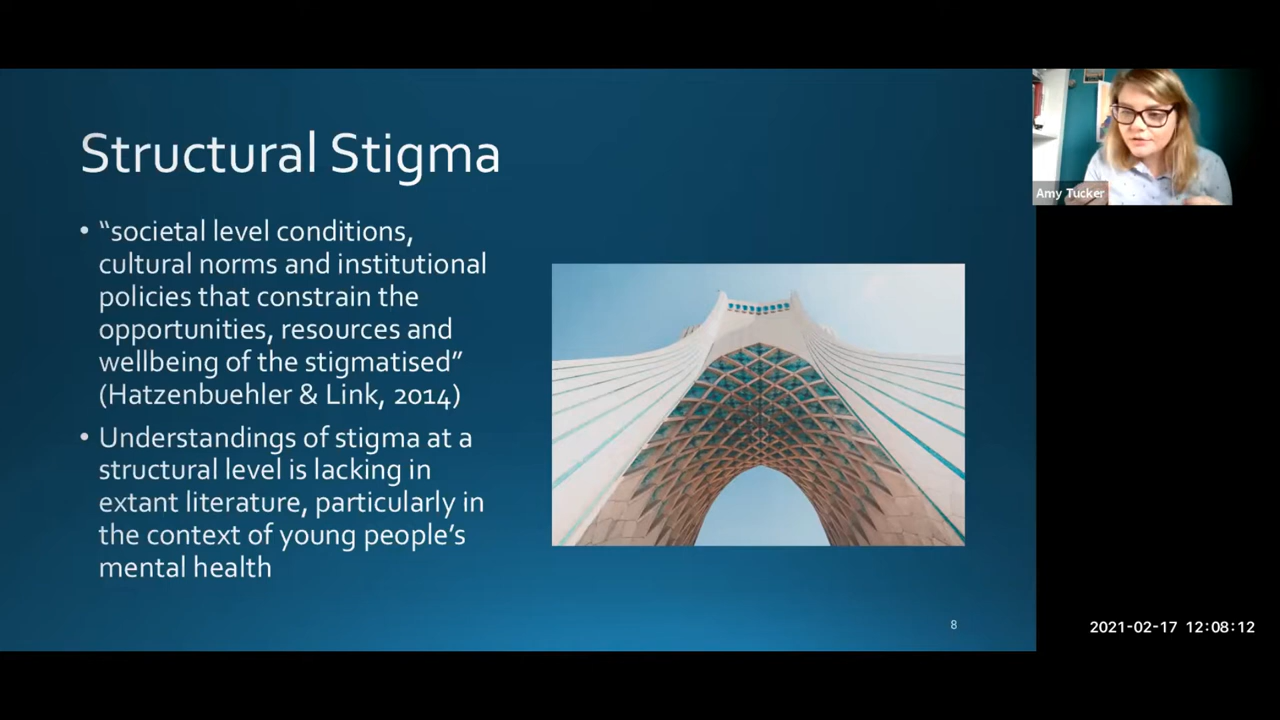 Structural Stigma
• “societal level conditions,
cultural norms and institutional
policies that constrain the
opportunities, resources and
wellbeing of the stigmatised”
(Hatzenbuehler & Link, 2014)
• Understandings of stigma at a
structural level is lacking in
extant literature, particularly in
the context of young people’s
mental health
8
Amy Tucker
2021-02-17 12:08:12